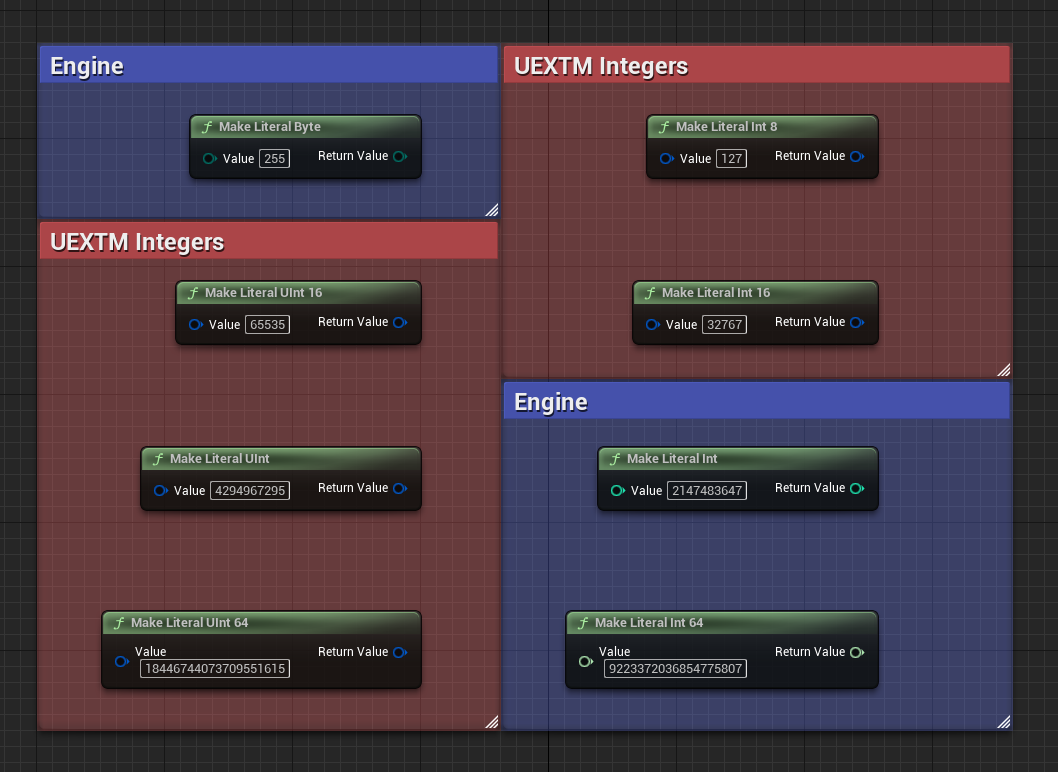 Engine
Make Literal Byte
Value 255 Return Value
UEXTM Integers
Make Literal UInt 16
Value 65535 Return Value
Make Literal UInt
Value 4294967295 Return Value
Make Literal UInt 64
Value Return Value
18446744073709551615
UEXTM Integers
Make Literal Int 8
Value 127 Return Value
Make Literal Int 16
Value 32767 Return Value
Engine
Make Literal Int
Value 2147483647 Return Value
Make Literal Int 64
Value Return Value
9223372036854775807